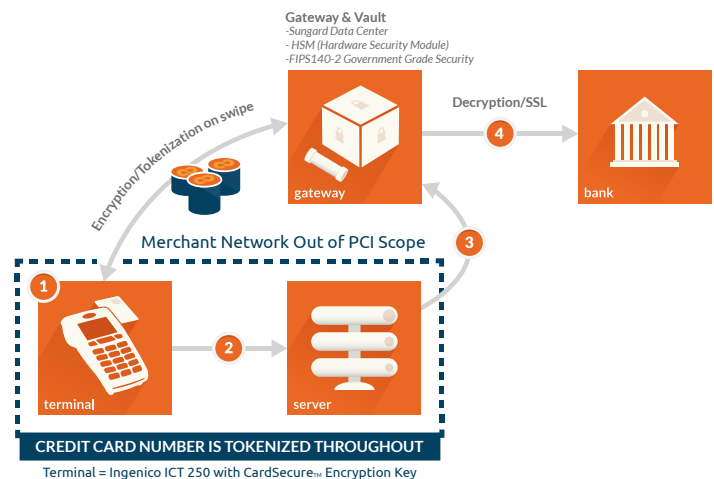 Gateway & Vault
-Sungard Data Center
- HSM (Hardware Security Module)
-FIPS140-2 Government Grade Security
Encryption/Tokenization on swipe
gateway
Decryption/SSL
4
bank
Merchant Network Out of PCI Scope
3
1
terminal
2
server
CREDIT CARD NUMBER IS TOKENIZED THROUGHOUT
Terminal = Ingenico ICT 250 with CardSecure™ Encryption Key